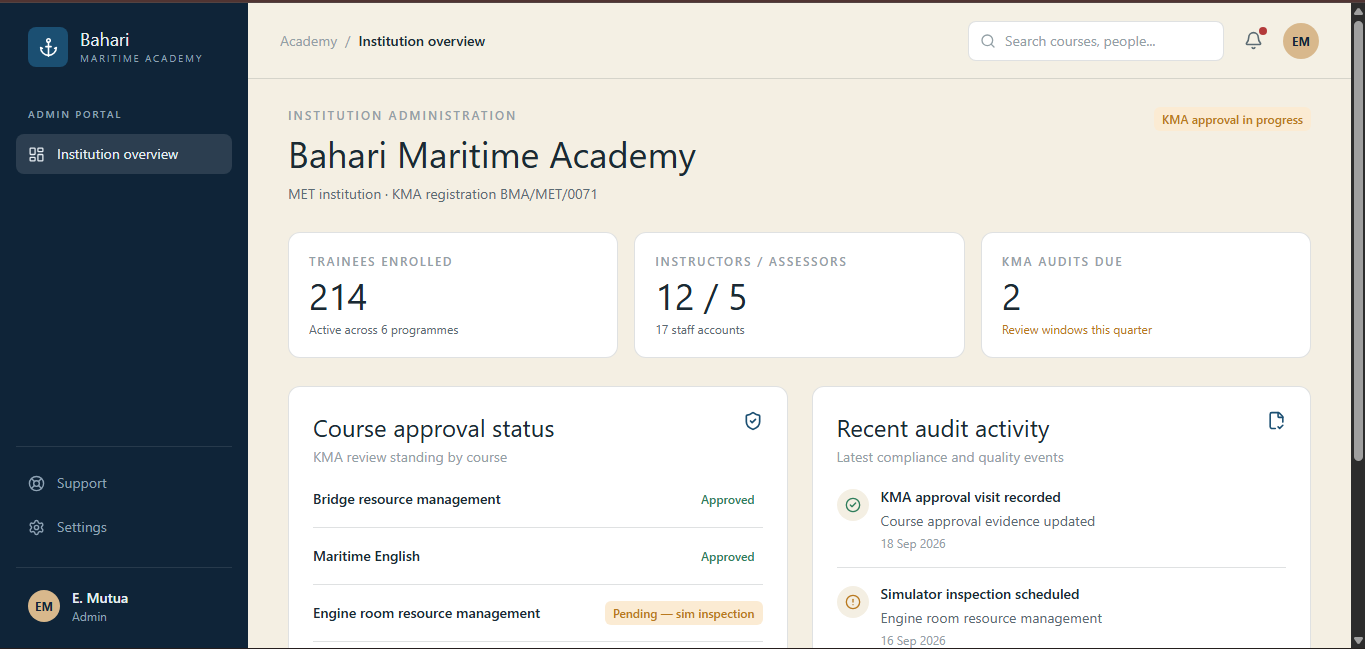 Bahari
MARITIME ACADEMY
ADMIN PORTAL
Institution overview
Support
Settings
EM
E. Mutua
Admin
Academy / Institution overview
Search courses, people...
EM
INSTITUTION ADMINISTRATION
KMA approval in progress
Bahari Maritime Academy
MET institution · KMA registration BMA/MET/0071
TRAINEES ENROLLED
214
Active across 6 programmes
INSTRUCTORS / ASSESSORS
12 / 5
17 staff accounts
KMA AUDITS DUE
2
Review windows this quarter
Course approval status
KMA review standing by course
Bridge resource management Approved
Maritime English Approved
Engine room resource management Pending — sim inspection
Recent audit activity
Latest compliance and quality events
KMA approval visit recorded
Course approval evidence updated
18 Sep 2026
Simulator inspection scheduled
Engine room resource management
16 Sep 2026